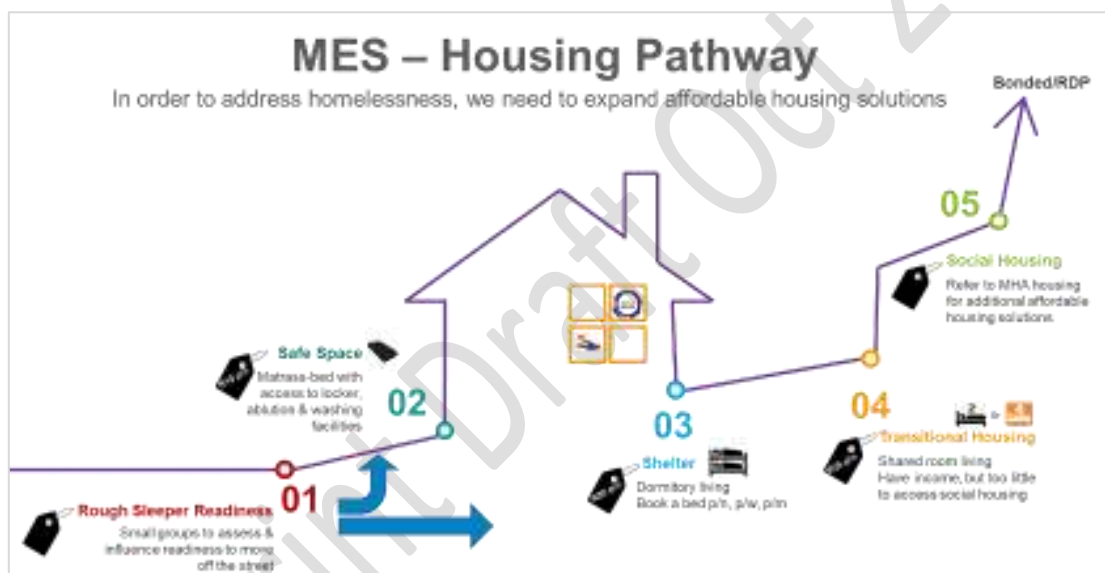 MES – Housing Pathway
In order to address homelessness, we need to expand affordable housing solutions
Bonded/RDP
05
Social Housing
Refer to MHA housing
for additional affordable
housing solutions
Safe Space
Matrass-bed with
access to locker,
ablution & washing
facilities
02
03
Shelter
Dormitory living
Book a bed p/n, p/w, p/m
04
Transitional Housing
Shared room living
Have income, but too little
to access social housing
01
Rough Sleeper Readiness
Small groups to assess &
influence readiness to move
off the street
Draft Oct